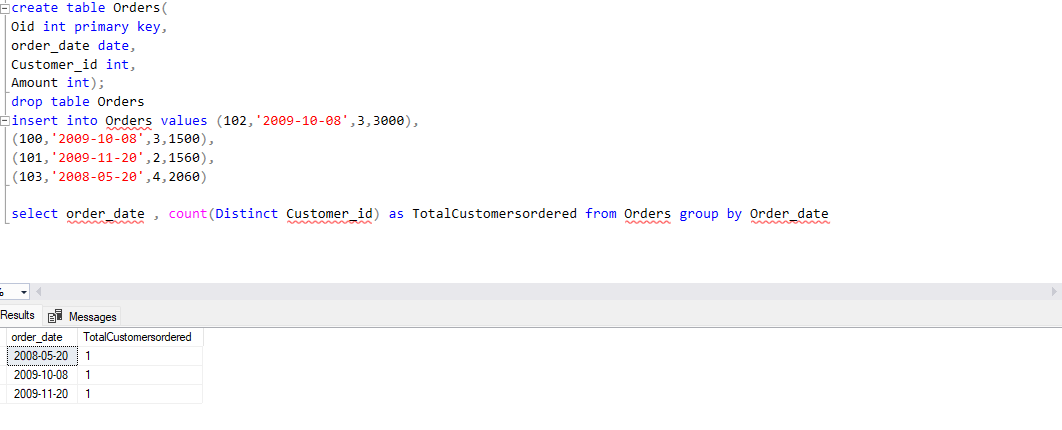 create table Orders(
Oid int primary key,
order_date date,
Customer_id int,
Amount int);
drop table Orders
insert into Orders values (102,'2009-10-08',3,3000),
(100,'2009-10-08',3,1500),
(101,'2009-11-20',2,1560),
(103,'2008-05-20',4,2060)
select order_date , count(Distinct Customer_id) as TotalCustomersordered from Orders group by Order_date
%
Results Messages
order_date TotalCustomersordered
2008-05-20 1
2009-10-08 1
2009-11-20 1